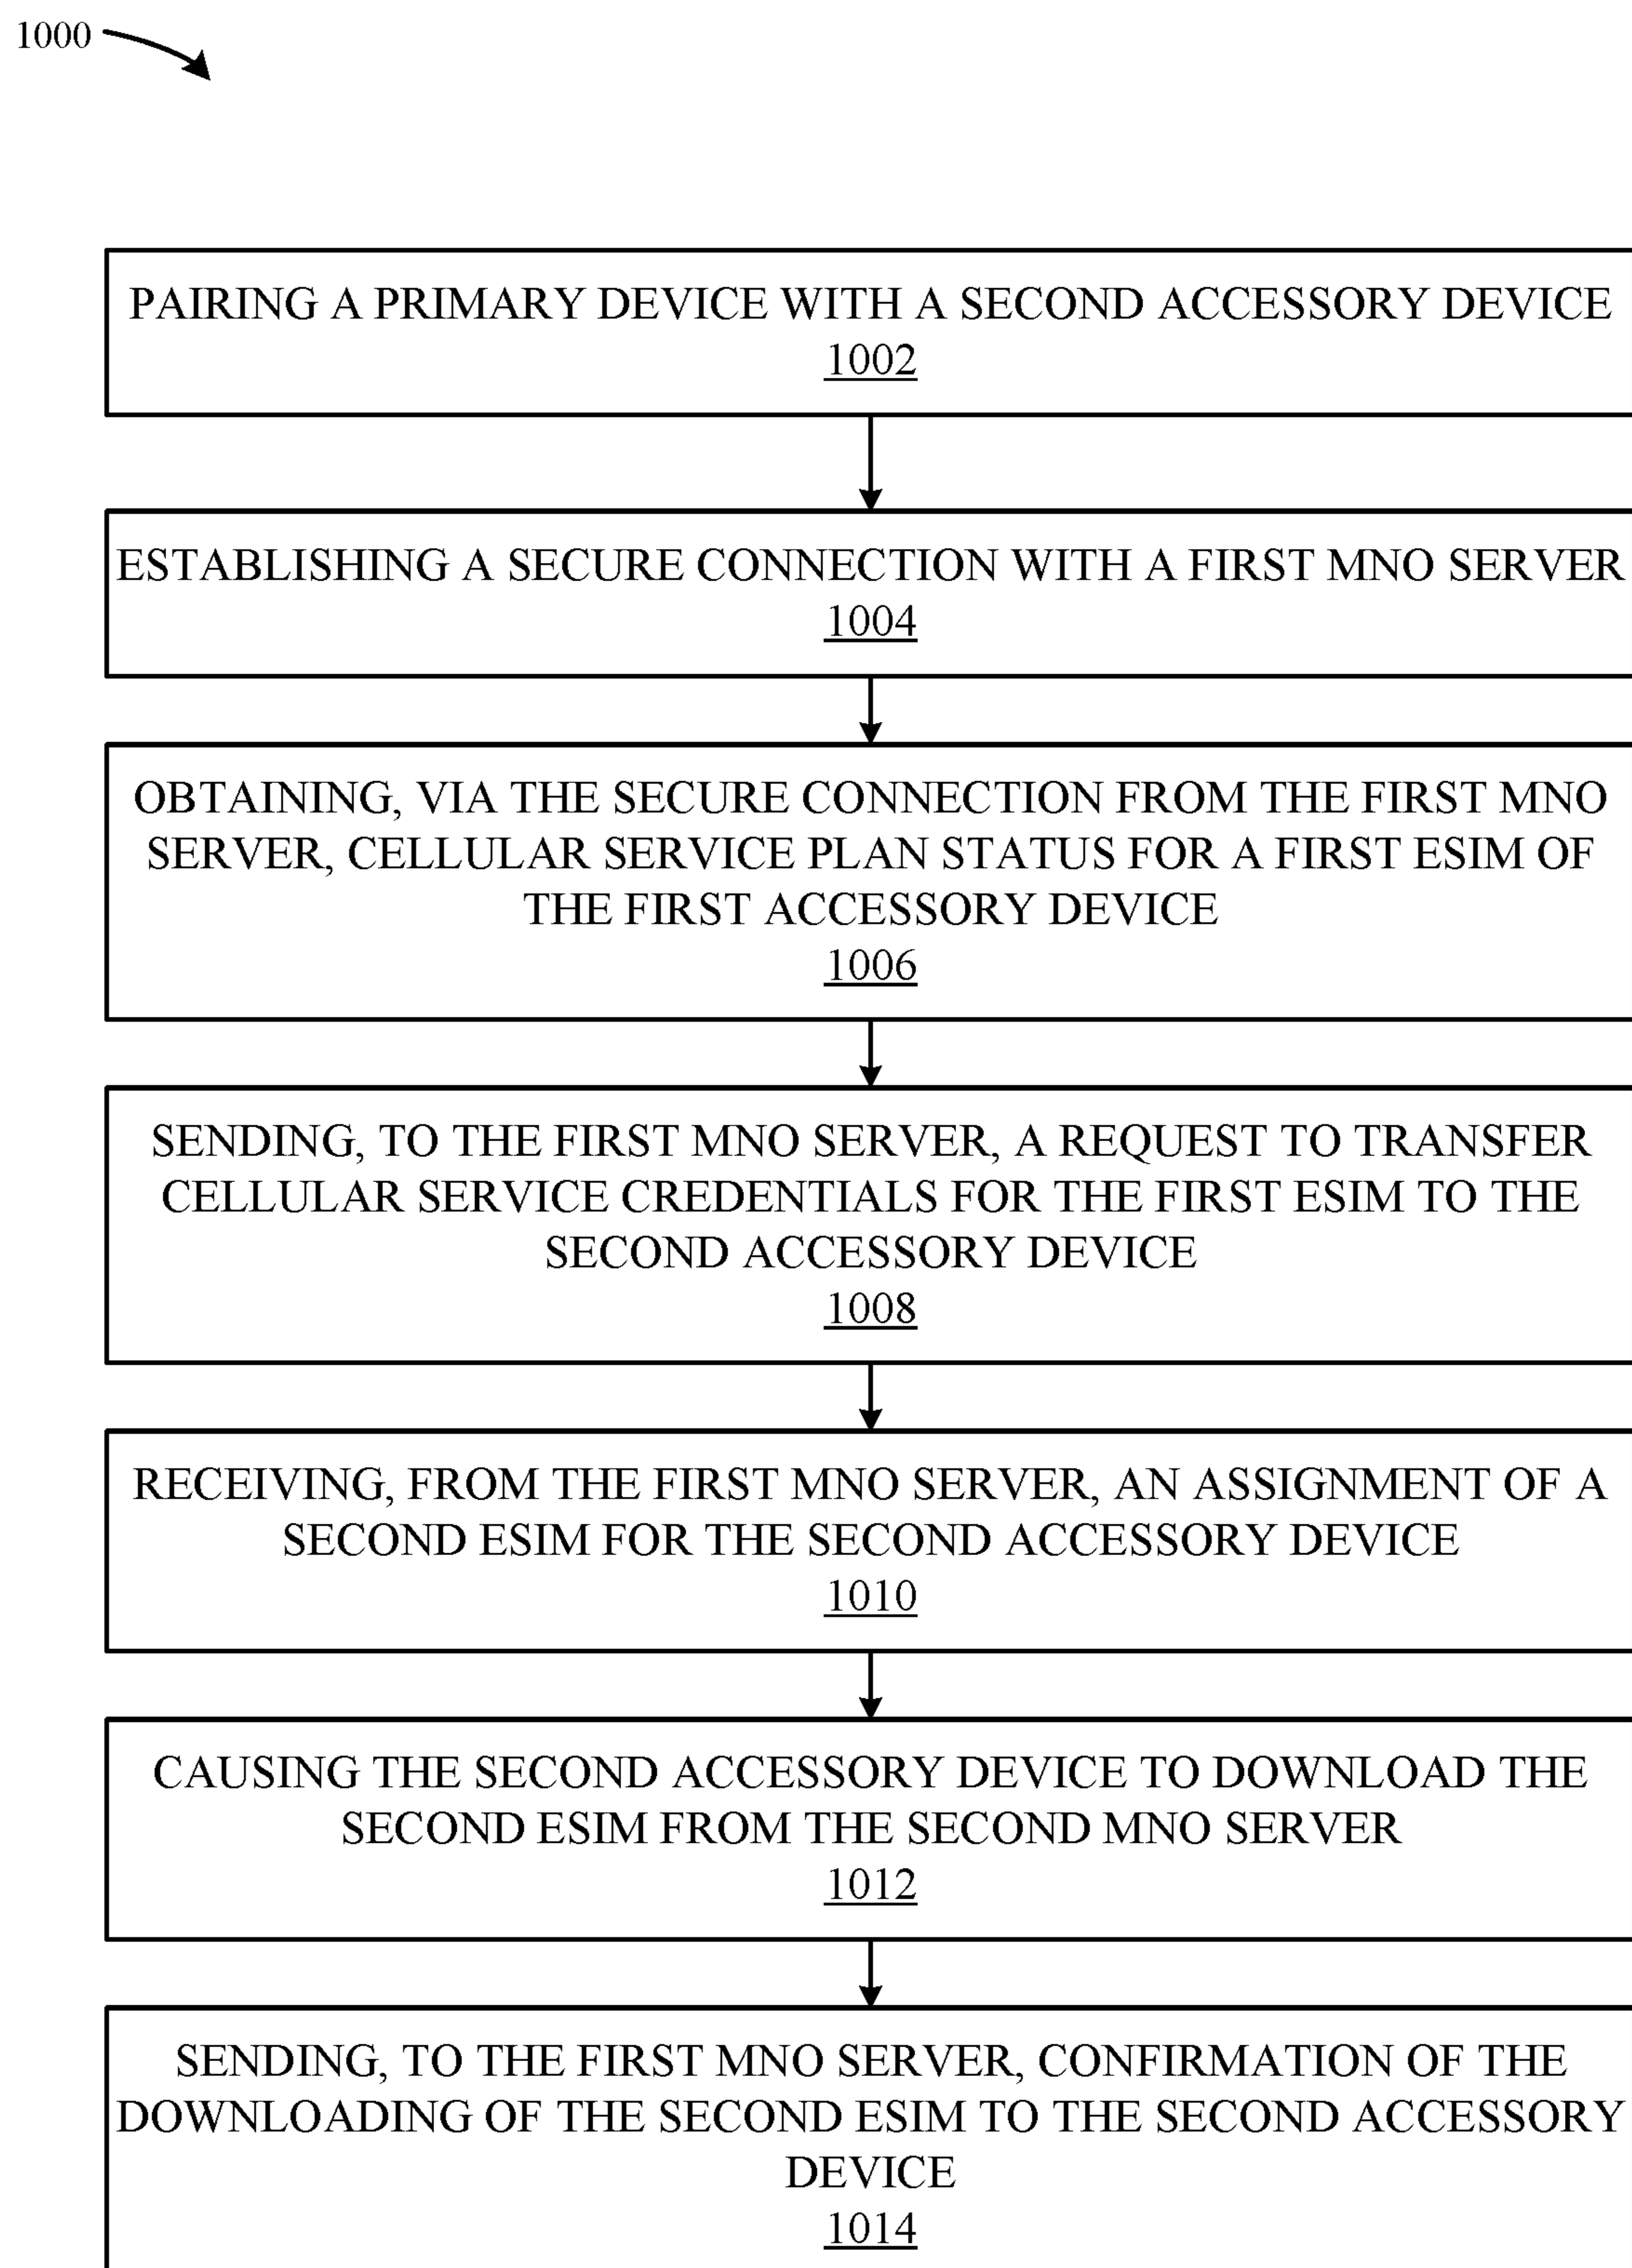 1000
PAIRING A PRIMARY DEVICE WITH A SECOND ACCESSORY DEVICE
1002
ESTABLISHING A SECURE CONNECTION WITH A FIRST MNO SERVER
1004
OBTAINING, VIA THE SECURE CONNECTION FROM THE FIRST MNO
SERVER, CELLULAR SERVICE PLAN STATUS FOR A FIRST ESIM OF
THE FIRST ACCESSORY DEVICE
1006
SENDING, TO THE FIRST MNO SERVER, A REQUEST TO TRANSFER
CELLULAR SERVICE CREDENTIALS FOR THE FIRST ESIM TO THE
SECOND ACCESSORY DEVICE
1008
RECEIVING, FROM THE FIRST MNO SERVER, AN ASSIGNMENT OF A
SECOND ESIM FOR THE SECOND ACCESSORY DEVICE
1010
CAUSING THE SECOND ACCESSORY DEVICE TO DOWNLOAD THE
SECOND ESIM FROM THE SECOND MNO SERVER
1012
SENDING, TO THE FIRST MNO SERVER, CONFIRMATION OF THE
DOWNLOADING OF THE SECOND ESIM TO THE SECOND ACCESSORY
DEVICE
1014